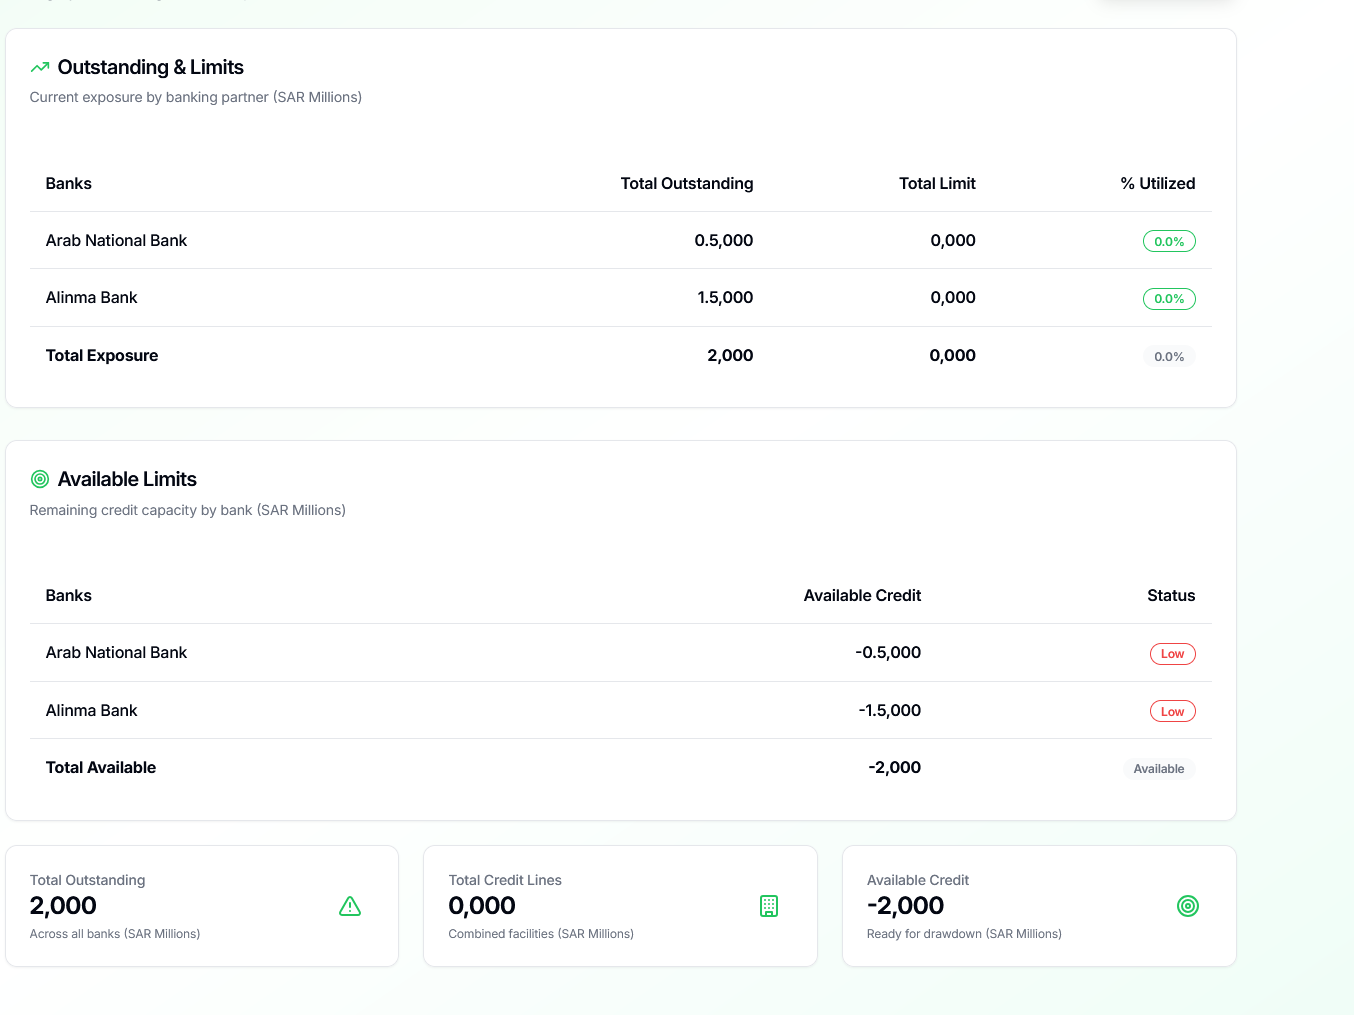 Outstanding & Limits
Current exposure by banking partner (SAR Millions)
Banks Total Outstanding Total Limit % Utilized
Arab National Bank 0.5,000 0,000 0.0%
Alinma Bank 1.5,000 0,000 0.0%
Total Exposure 2,000 0,000 0.0%
Available Limits
Remaining credit capacity by bank (SAR Millions)
Banks Available Credit Status
Arab National Bank -0.5,000 Low
Alinma Bank -1.5,000 Low
Total Available -2,000 Available
Total Outstanding
2,000
Across all banks (SAR Millions)
Total Credit Lines
0,000
Combined facilities (SAR Millions)
Available Credit
-2,000
Ready for drawdown (SAR Millions)